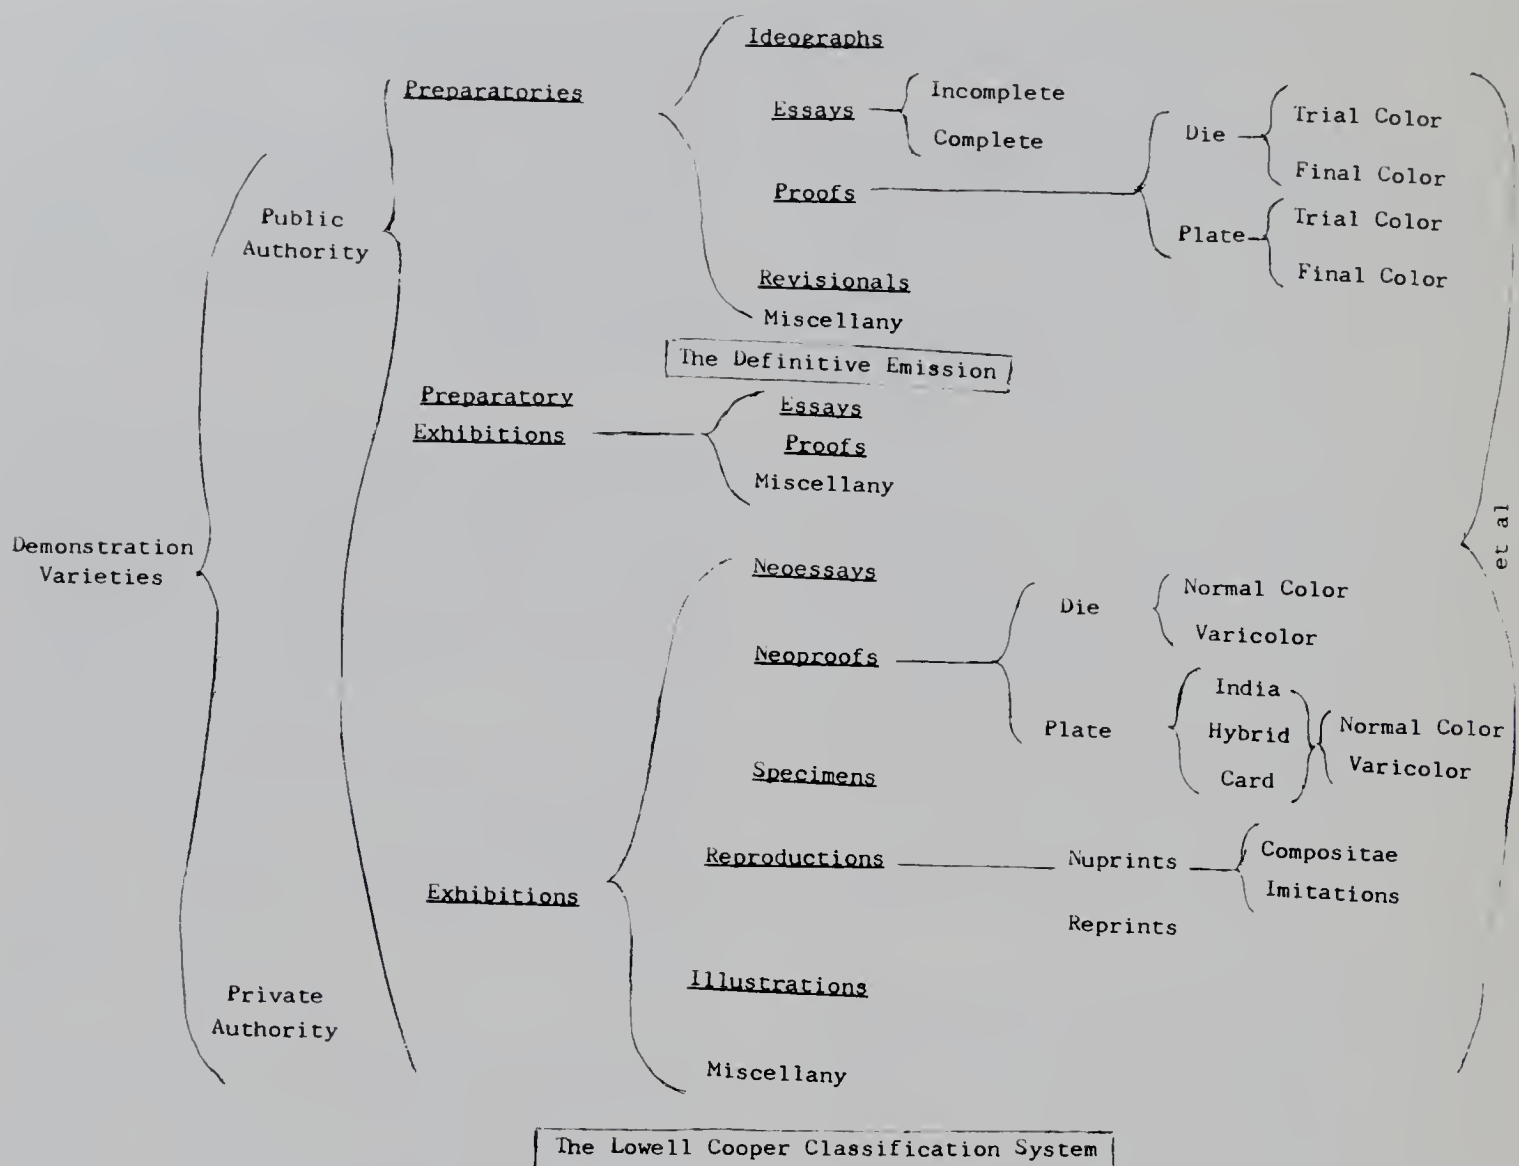 Ideographs
Preparatories
Essays
Incomplete
Complete
Proofs
Die
Trial Color
Final Color
Plate
Trial Color
Final Color
Revisionals
Miscellany
Public
Authority
The Definitive Emission
Preparatory
Exhibitions
Essays
Proofs
Miscellany
Demonstration
Varieties
Neoessays
Neoproofs
Die
Normal Color
Varicolor
Plate
India
Hybrid
Card
Normal Color
Varicolor
Specimens
Reproductions
Nuprints
Compositae
Imitations
Reprints
Exhibitions
Illustrations
Miscellany
Private
Authority
et al
The Lowell Cooper Classification System